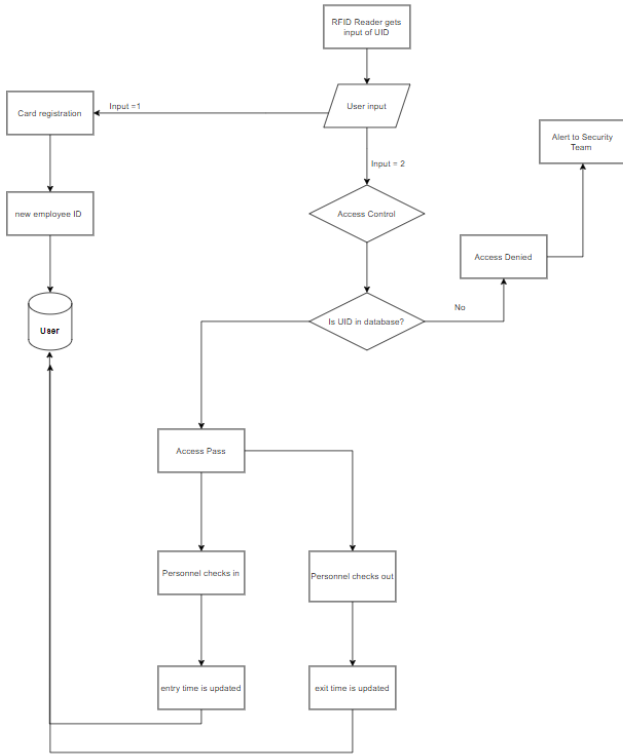 RFID Reader gets
input of UID
Input =1
User input
Card registration
Alert to Security
Team
Input = 2
new employee ID
Access Control
Access Denied
User
Is UID in database?
No
Access Pass
Personnel checks in
Personnel checks out
entry time is updated
exit time is updated